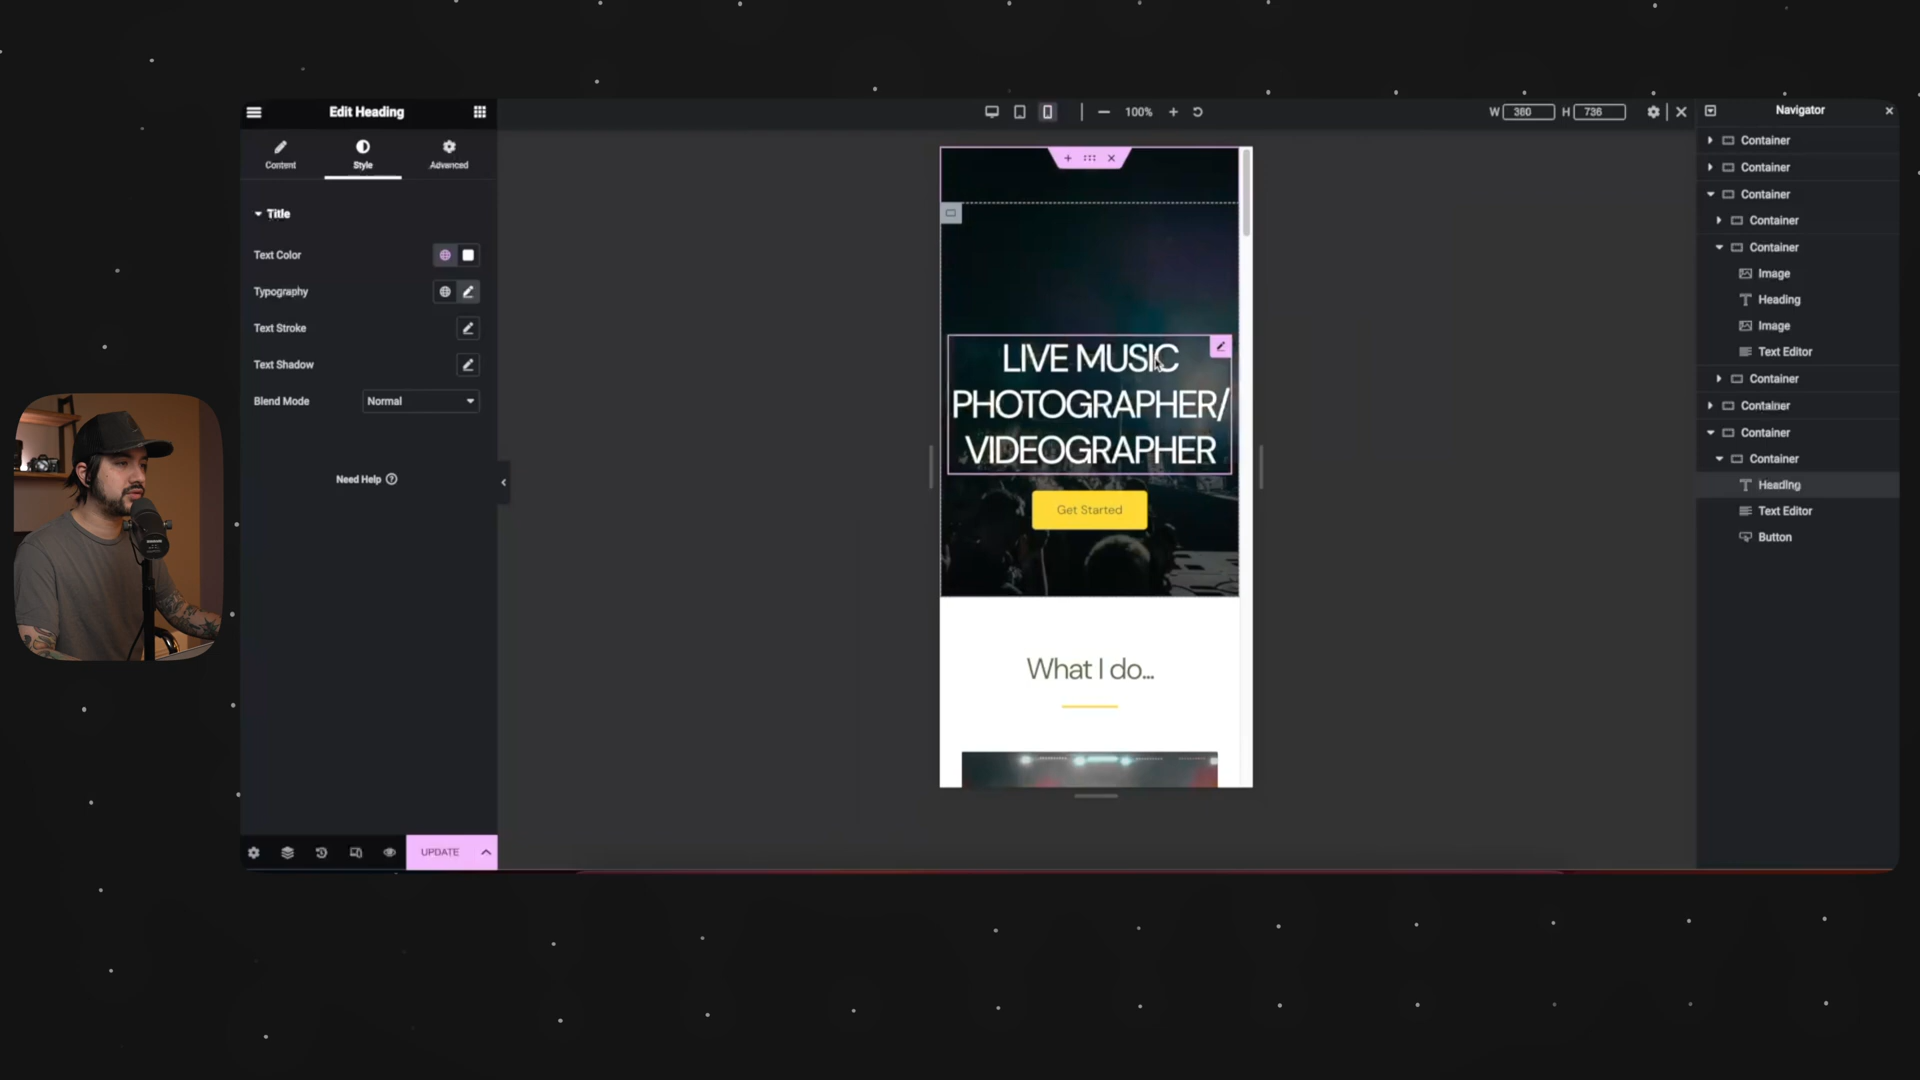 Edit Heading
Content
Style
Advanced
Title
Text Color
Typography
Text Stroke
Text Shadow
Blend Mode
Normal
Need Help
UPDATE
100%
W 380 H 736
LIVE MUSIC
PHOTOGRAPHER/
VIDEOGRAPHER
Get Started
What I do...
Navigator
Container
Container
Container
Container
Container
Image
Heading
Image
Text Editor
Container
Container
Container
Container
Heading
Text Editor
Button